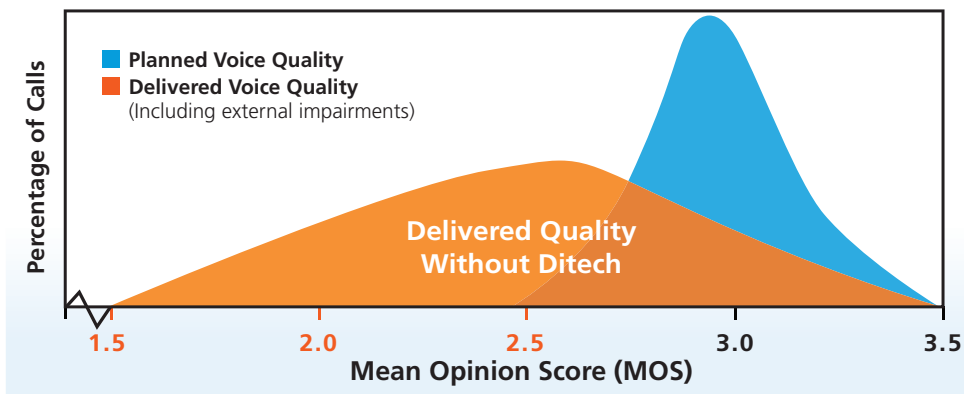 Planned Voice Quality
Delivered Voice Quality
(Including external impairments)
Percentage of Calls
Delivered Quality
Without Ditech
1.5 2.0 2.5 3.0 3.5
Mean Opinion Score (MOS)